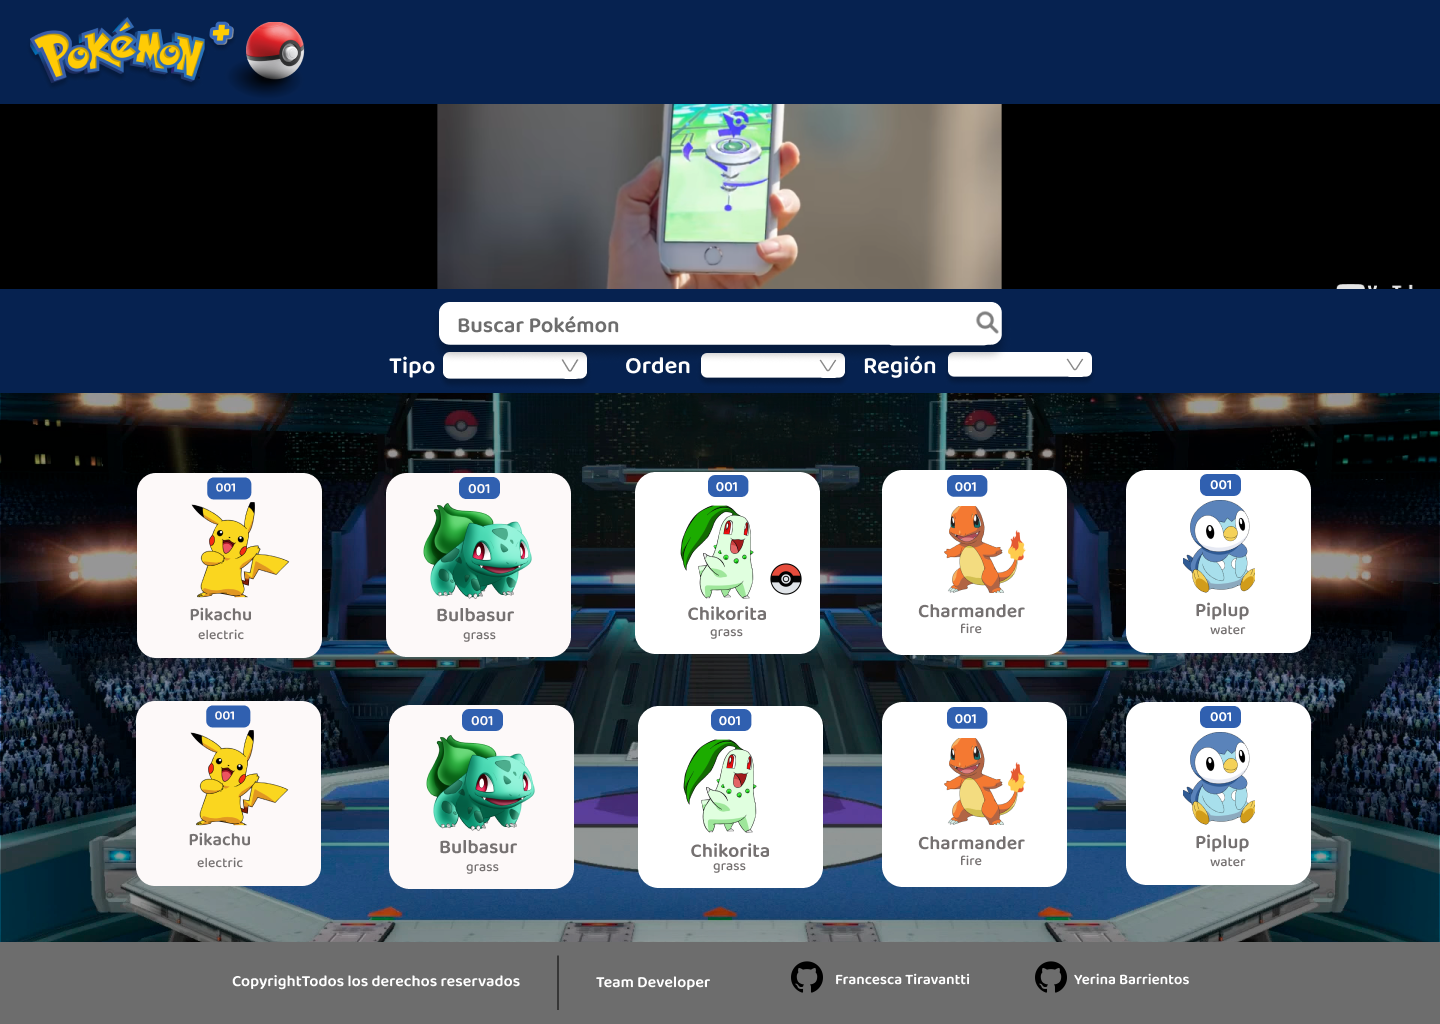 Pokémon+
Buscar Pokémon
Tipo Orden Región
001 001 001 001 001
Pikachu Bulbasur Chikorita Charmander Piplup
electric grass grass fire water
001 001 001 001 001
Pikachu Bulbasur Chikorita Charmander Piplup
electric grass grass fire water
CopyrightTodos los derechos reservados Team Developer Francesca Tiravantti Yerina Barrientos